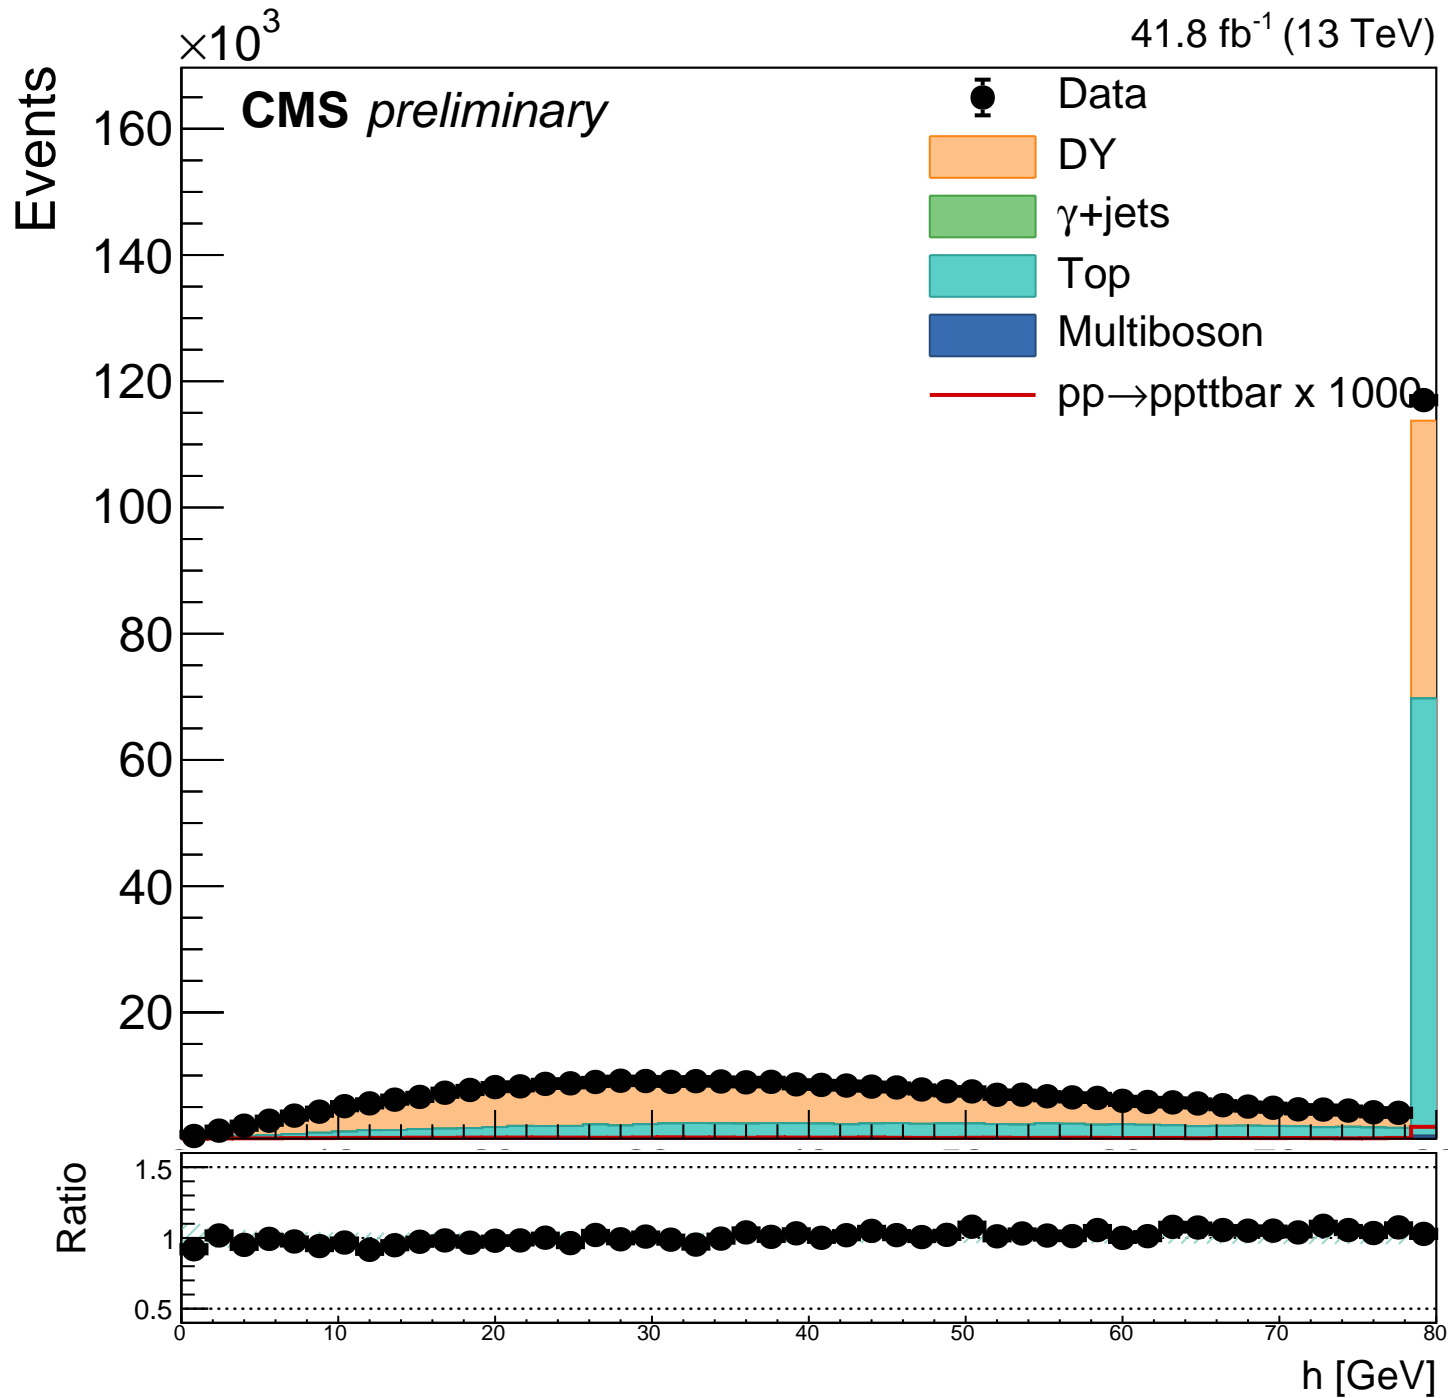 ×10³
41.8 fb⁻¹ (13 TeV)
Events
CMS preliminary
Data
DY
γ+jets
Top
Multiboson
pp→ppttbar x 1000
160
140
120
100
80
60
40
20
Ratio
1.5
1
0.5
0 10 20 30 40 50 60 70 80
h [GeV]